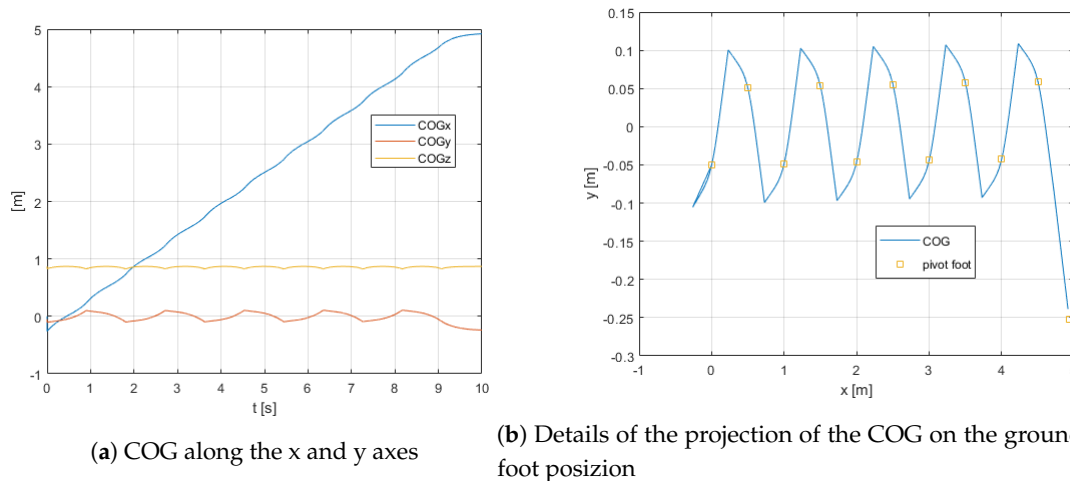 5
4
3
2
1
0
-1
[m]
COGx
COGy
COGz
0 1 2 3 4 5 6 7 8 9 10
t [s]
(a) COG along the x and y axes
0.15
0.1
0.05
0
-0.05
-0.1
-0.15
-0.2
-0.25
-0.3
y [m]
COG
pivot foot
-1 0 1 2 3 4
x [m]
(b) Details of the projection of the COG on the groun
foot posizion